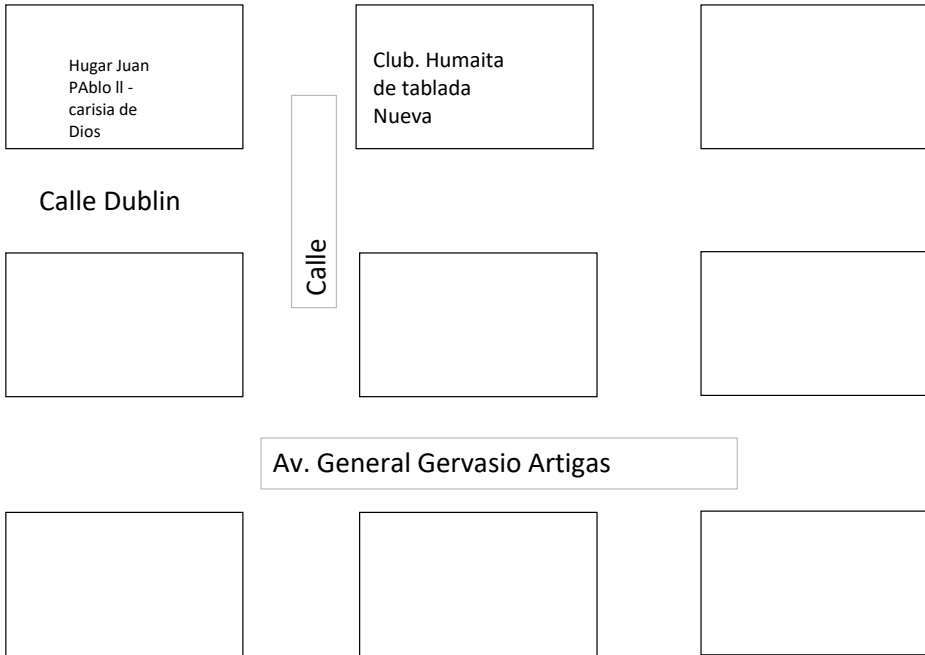 Hugar Juan
PAblo ll -
carisia de
Dios
Club. Humaita
de tablada
Nueva
Calle Dublin
Calle
Av. General Gervasio Artigas